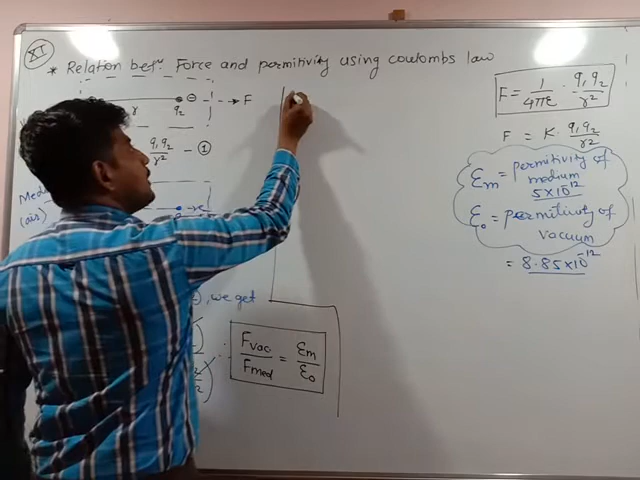 XI
* Relation betⁿ. Force and permitivity using coulombs law
⊖
→ F
r
q₂
q₁q₂/r² - ①
Med
(air)
, we get
∴ Fvac/Fmed = εm/ε₀
F = 1/4πε · q₁q₂/r²
F = K · q₁q₂/r²
εm = permitivity of
medium
5×10⁻¹²
ε₀ = permitivity of
vacuum
= 8.85×10⁻¹²